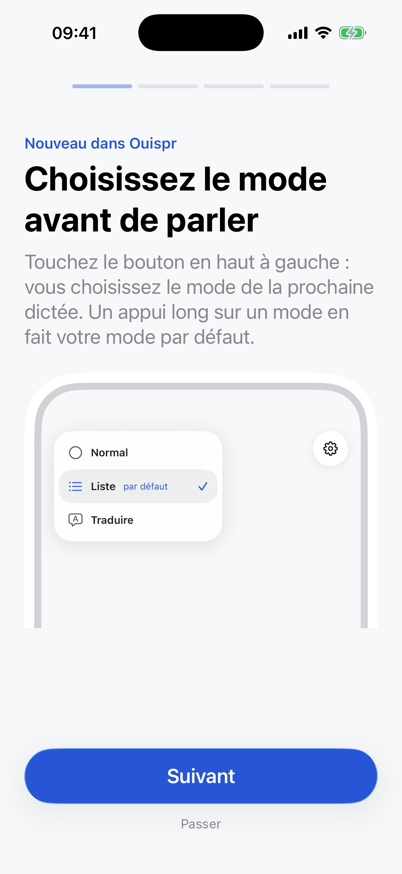 09:41
Nouveau dans Ouispr
Choisissez le mode
avant de parler
Touchez le bouton en haut à gauche :
vous choisissez le mode de la prochaine
dictée. Un appui long sur un mode en
fait votre mode par défaut.
Normal
Liste par défaut
A Traduire
Suivant
Passer